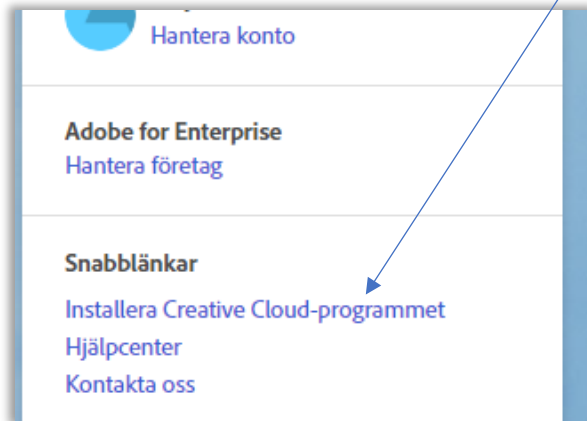 Hantera konto
Adobe for Enterprise
Hantera företag
Snabblänkar
Installera Creative Cloud-programmet
Hjälpcenter
Kontakta oss